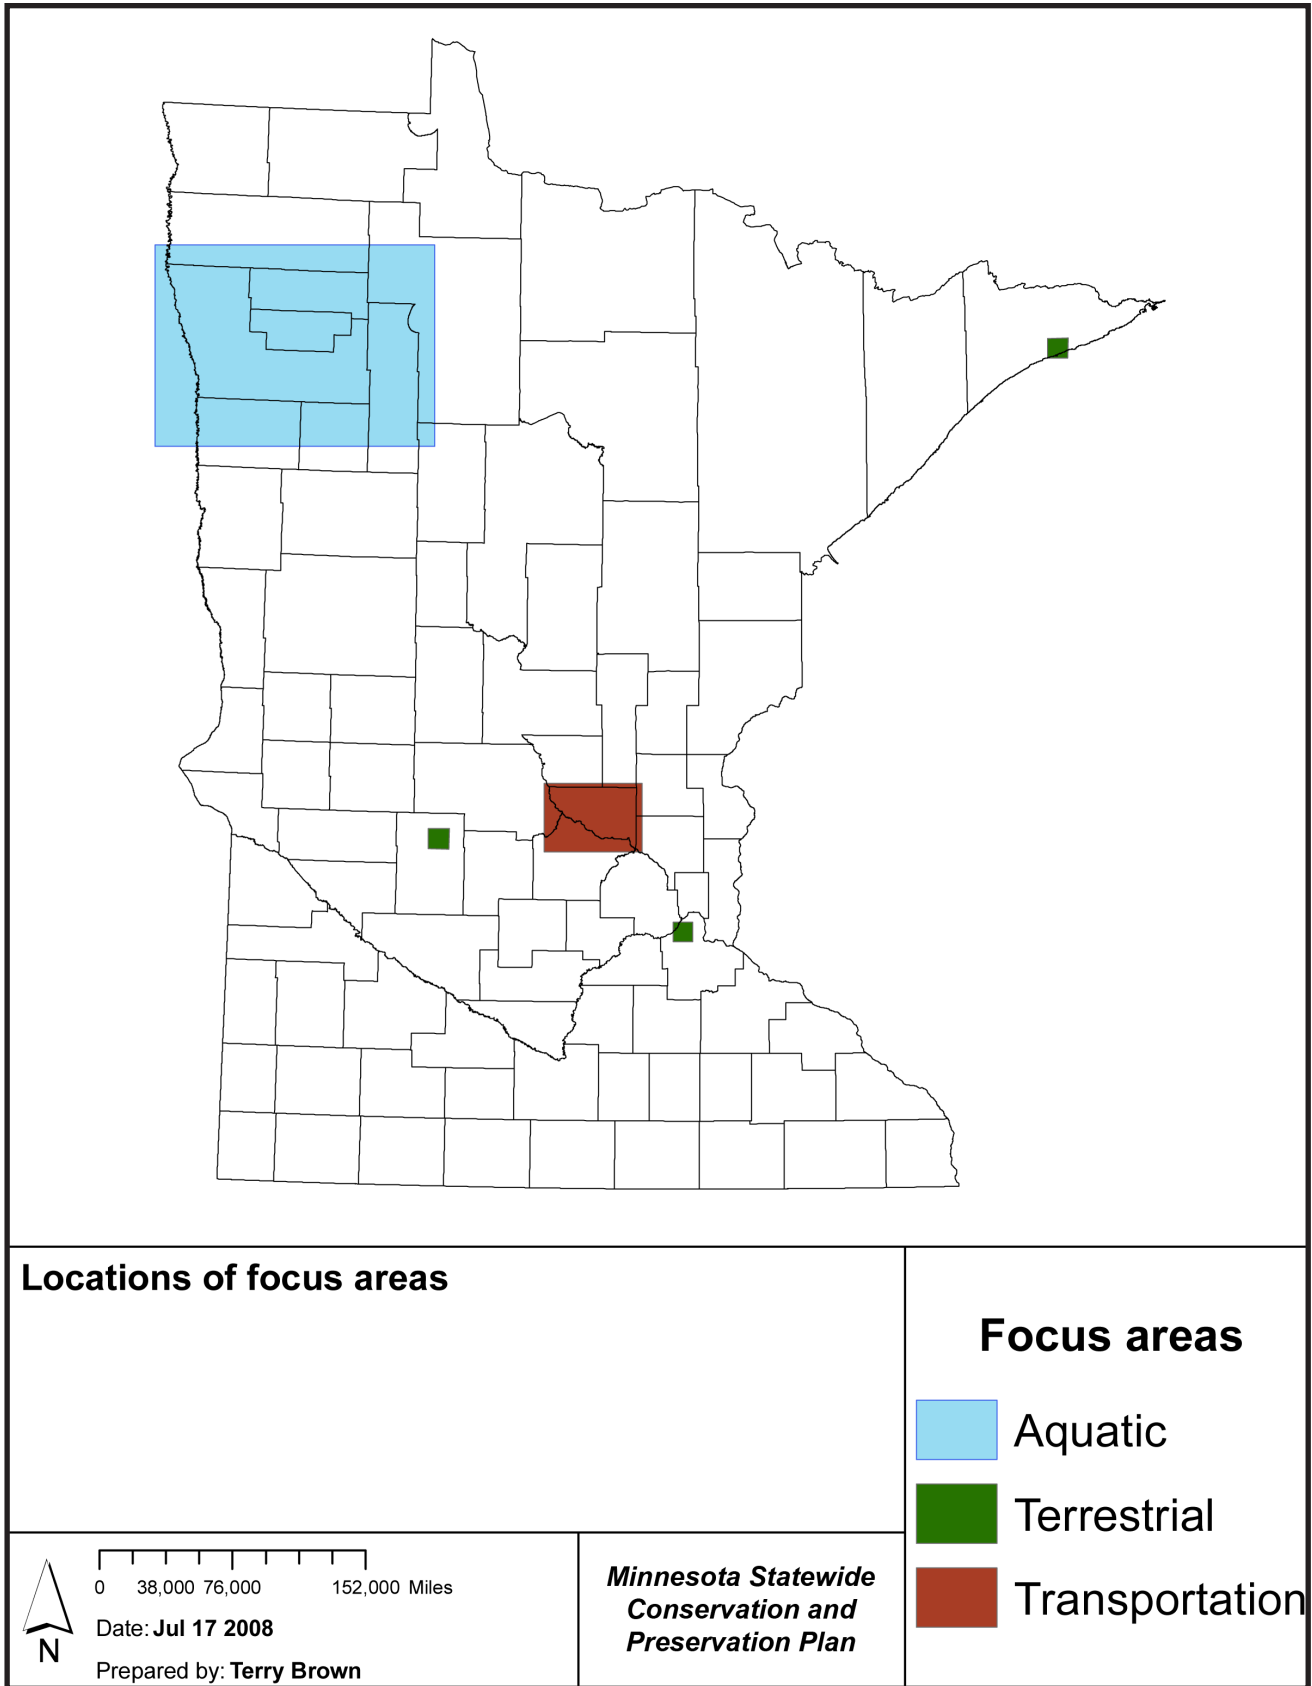 Locations of focus areas
Focus areas
Aquatic
Terrestrial
Transportation
0 38,000 76,000 152,000 Miles
Date: Jul 17 2008
Prepared by: Terry Brown
N
Minnesota Statewide
Conservation and
Preservation Plan